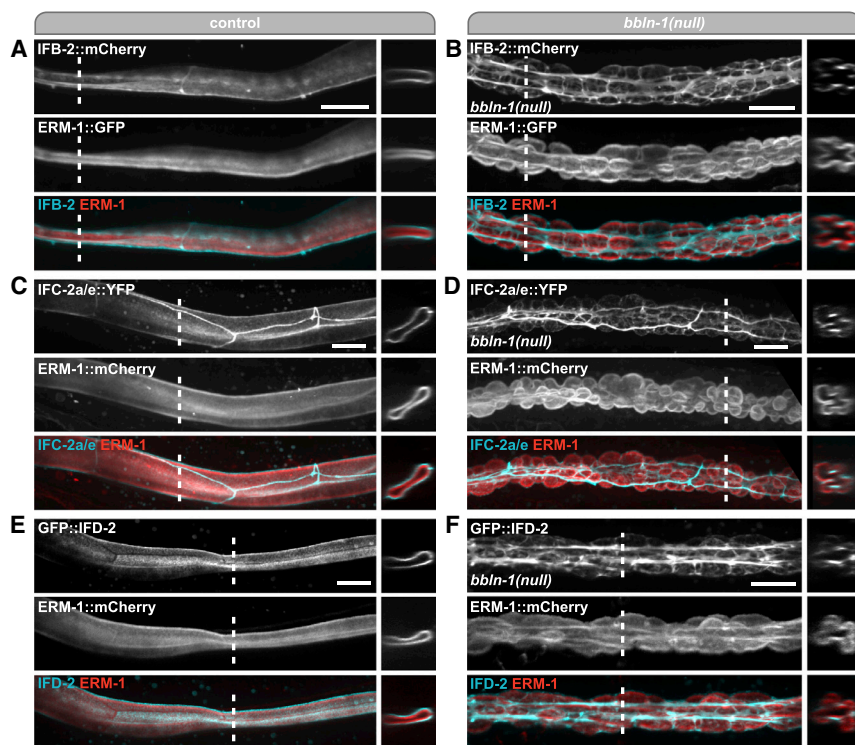 control
bbln-1(null)
A
IFB-2::mCherry
ERM-1::GFP
IFB-2 ERM-1
B
IFB-2::mCherry
bbln-1(null)
ERM-1::GFP
IFB-2 ERM-1
C
IFC-2a/e::YFP
ERM-1::mCherry
IFC-2a/e ERM-1
D
IFC-2a/e::YFP
bbln-1(null)
ERM-1::mCherry
IFC-2a/e ERM-1
E
GFP::IFD-2
ERM-1::mCherry
IFD-2 ERM-1
F
GFP::IFD-2
bbln-1(null)
ERM-1::mCherry
IFD-2 ERM-1